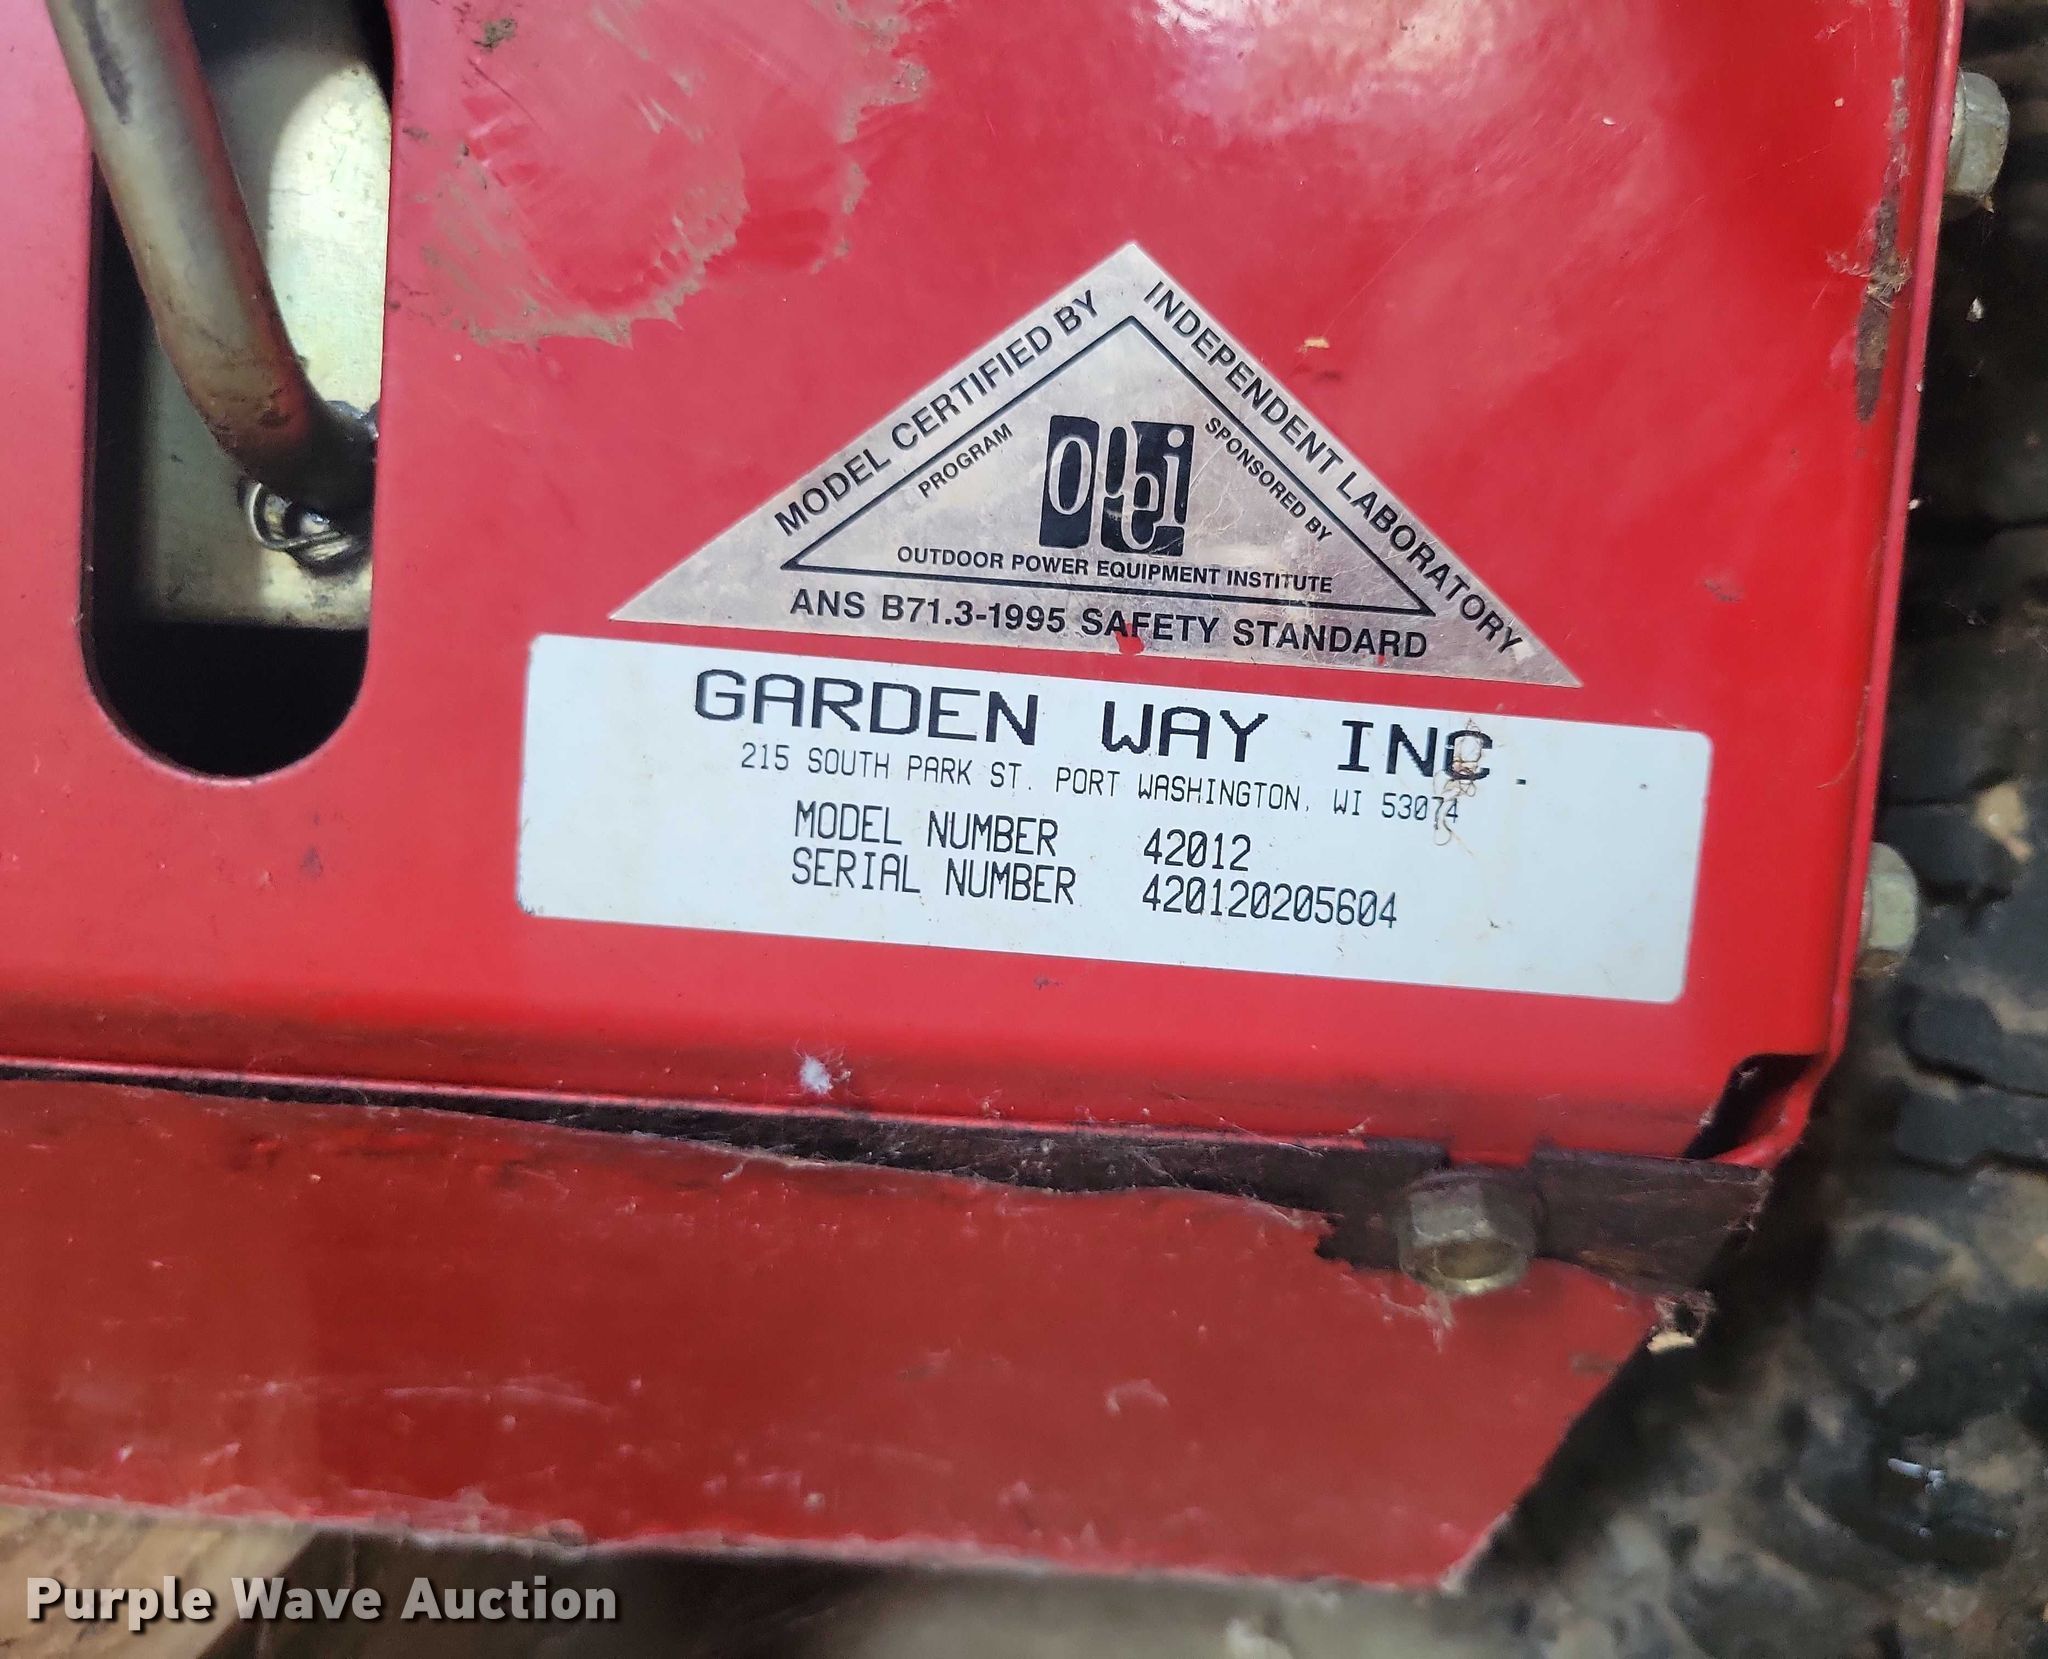 MODEL CERTIFIED BY INDEPENDENT LABORATORY
PROGRAM SPONSORED BY
opei
OUTDOOR POWER EQUIPMENT INSTITUTE
ANS B71.3-1995 SAFETY STANDARD
GARDEN WAY INC.
215 SOUTH PARK ST. PORT WASHINGTON, WI 53074
MODEL NUMBER 42012
SERIAL NUMBER 420120205604
Purple Wave Auction